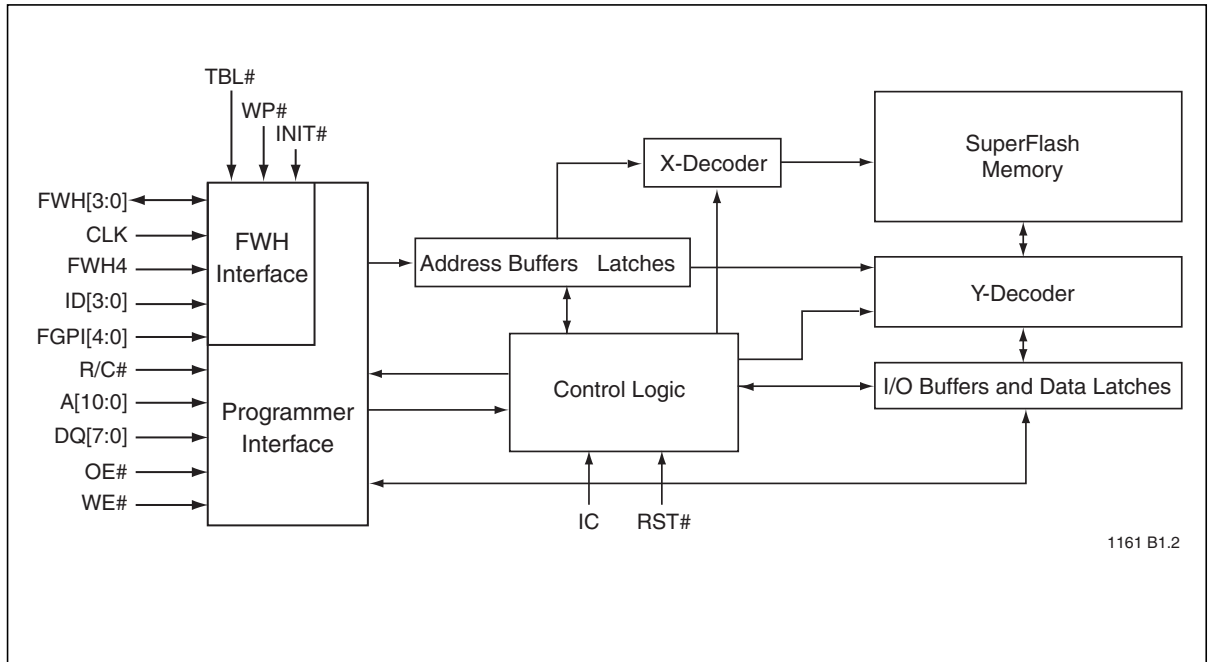 TBL#
WP#
INIT#
FWH[3:0]
CLK
FWH4
ID[3:0]
FGPI[4:0]
R/C#
A[10:0]
DQ[7:0]
OE#
WE#
FWH
Interface
Programmer
Interface
Address Buffers Latches
X-Decoder
Control Logic
IC
RST#
SuperFlash
Memory
Y-Decoder
I/O Buffers and Data Latches
1161 B1.2